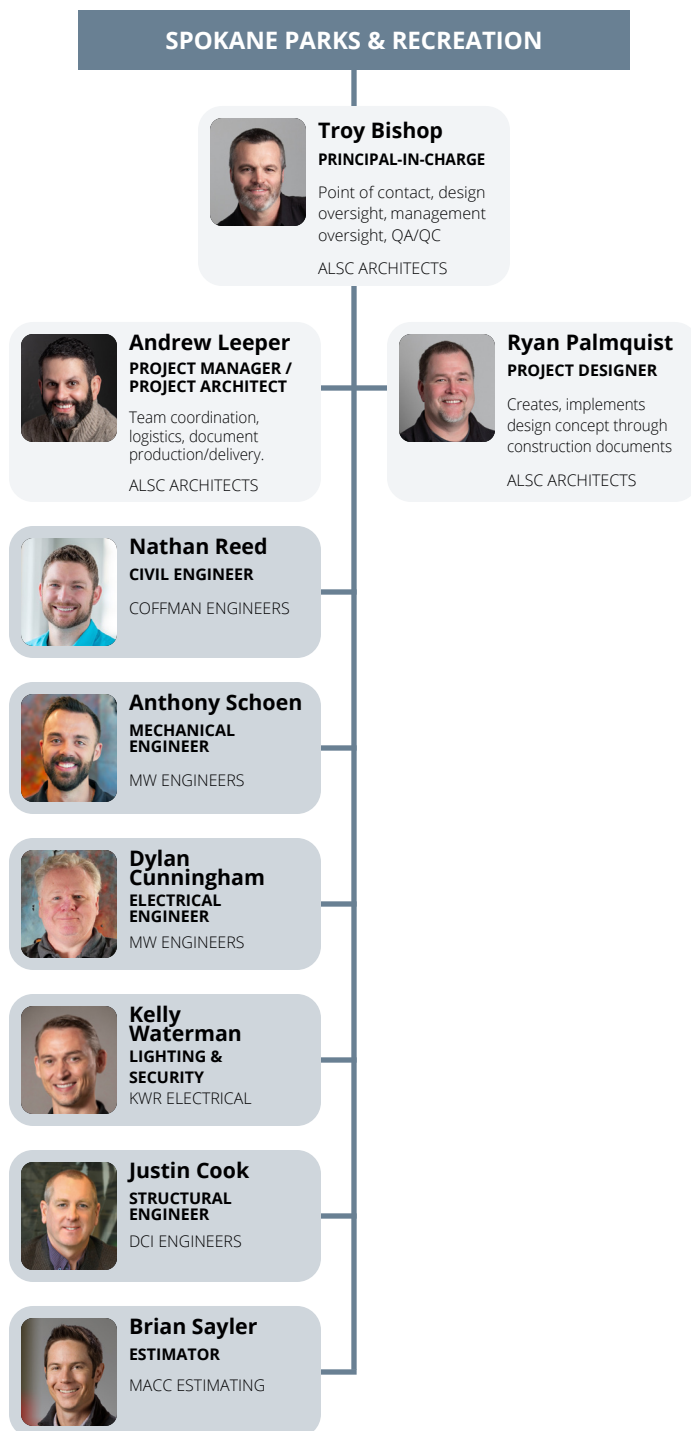 SPOKANE PARKS & RECREATION
Troy Bishop
PRINCIPAL-IN-CHARGE
Point of contact, design
oversight, management
oversight, QA/QC
ALSC ARCHITECTS
Andrew Leeper
PROJECT MANAGER /
PROJECT ARCHITECT
Team coordination,
logistics, document
production/delivery.
ALSC ARCHITECTS
Ryan Palmquist
PROJECT DESIGNER
Creates, implements
design concept through
construction documents
ALSC ARCHITECTS
Nathan Reed
CIVIL ENGINEER
COFFMAN ENGINEERS
Anthony Schoen
MECHANICAL
ENGINEER
MW ENGINEERS
Dylan
Cunningham
ELECTRICAL
ENGINEER
MW ENGINEERS
Kelly
Waterman
LIGHTING &
SECURITY
KWR ELECTRICAL
Justin Cook
STRUCTURAL
ENGINEER
DCI ENGINEERS
Brian Sayler
ESTIMATOR
MACC ESTIMATING